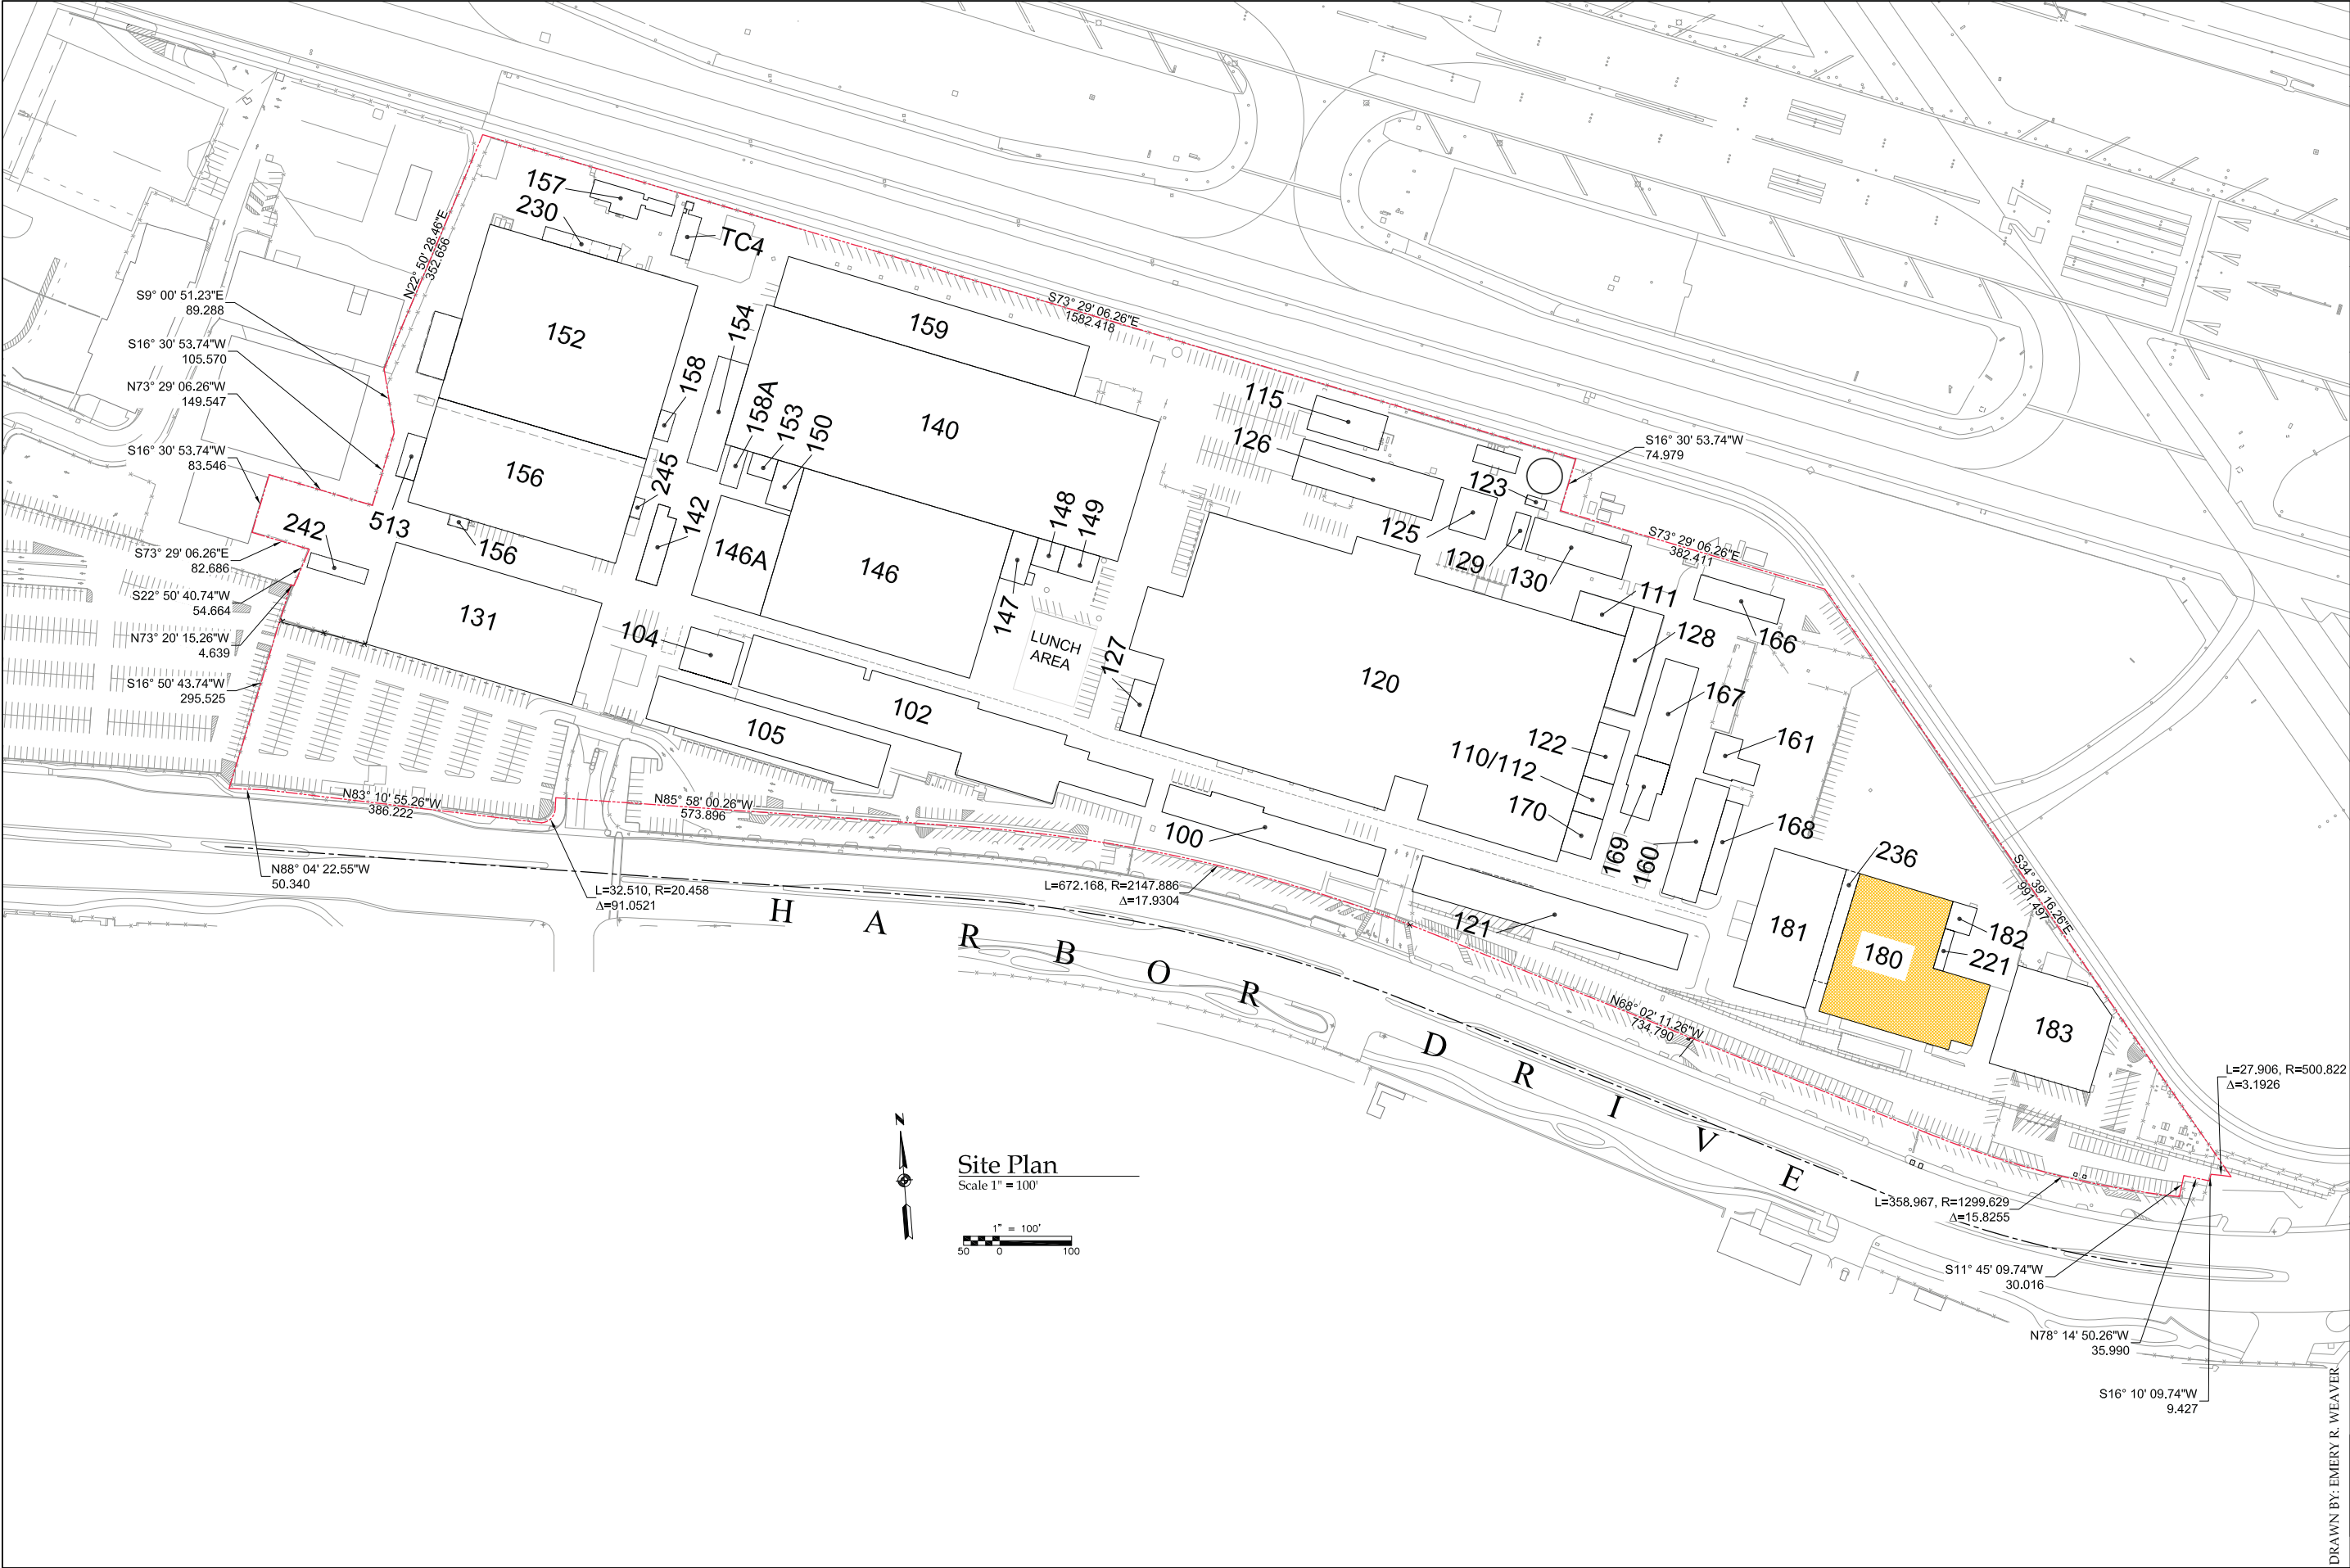 157
230
TC4
N22° 50' 28.46"E
352.656
S9° 00' 51.23"E
89.288
S16° 30' 53.74"W
105.570
N73° 29' 06.26"W
149.547
S16° 30' 53.74"W
83.546
S73° 29' 06.26"E
82.686
S22° 50' 40.74"W
54.664
N73° 20' 15.26"W
4.639
S16° 50' 43.74"W
295.525
152
158
154
158A
153
150
159
S73° 29' 06.26"E
1582.418
140
156
245
142
513
242
156
131
146A
146
147
148
149
LUNCH
AREA
127
104
105
102
115
126
125
123
129
130
S16° 30' 53.74"W
74.979
S73° 29' 06.26"E
382.411
111
128
166
167
161
120
122
110/112
170
169
160
168
100
121
181
236
180
182
221
183
S34° 39' 16.26"E
991.497
N83° 10' 55.26"W
386.222
N85° 58' 00.26"W
573.896
N88° 04' 22.55"W
50.340
L=32.510, R=20.458
Δ=91.0521
L=672.168, R=2147.886
Δ=17.9304
N68° 02' 11.26"W
734.790
HARBOR
DRIVE
L=27.906, R=500.822
Δ=3.1926
L=358.967, R=1299.629
Δ=15.8255
S11° 45' 09.74"W
30.016
N78° 14' 50.26"W
35.990
S16° 10' 09.74"W
9.427
N
Site Plan
Scale 1" = 100'
1" = 100'
50 0 100
DRAWN BY: EMERY R. WEAVER